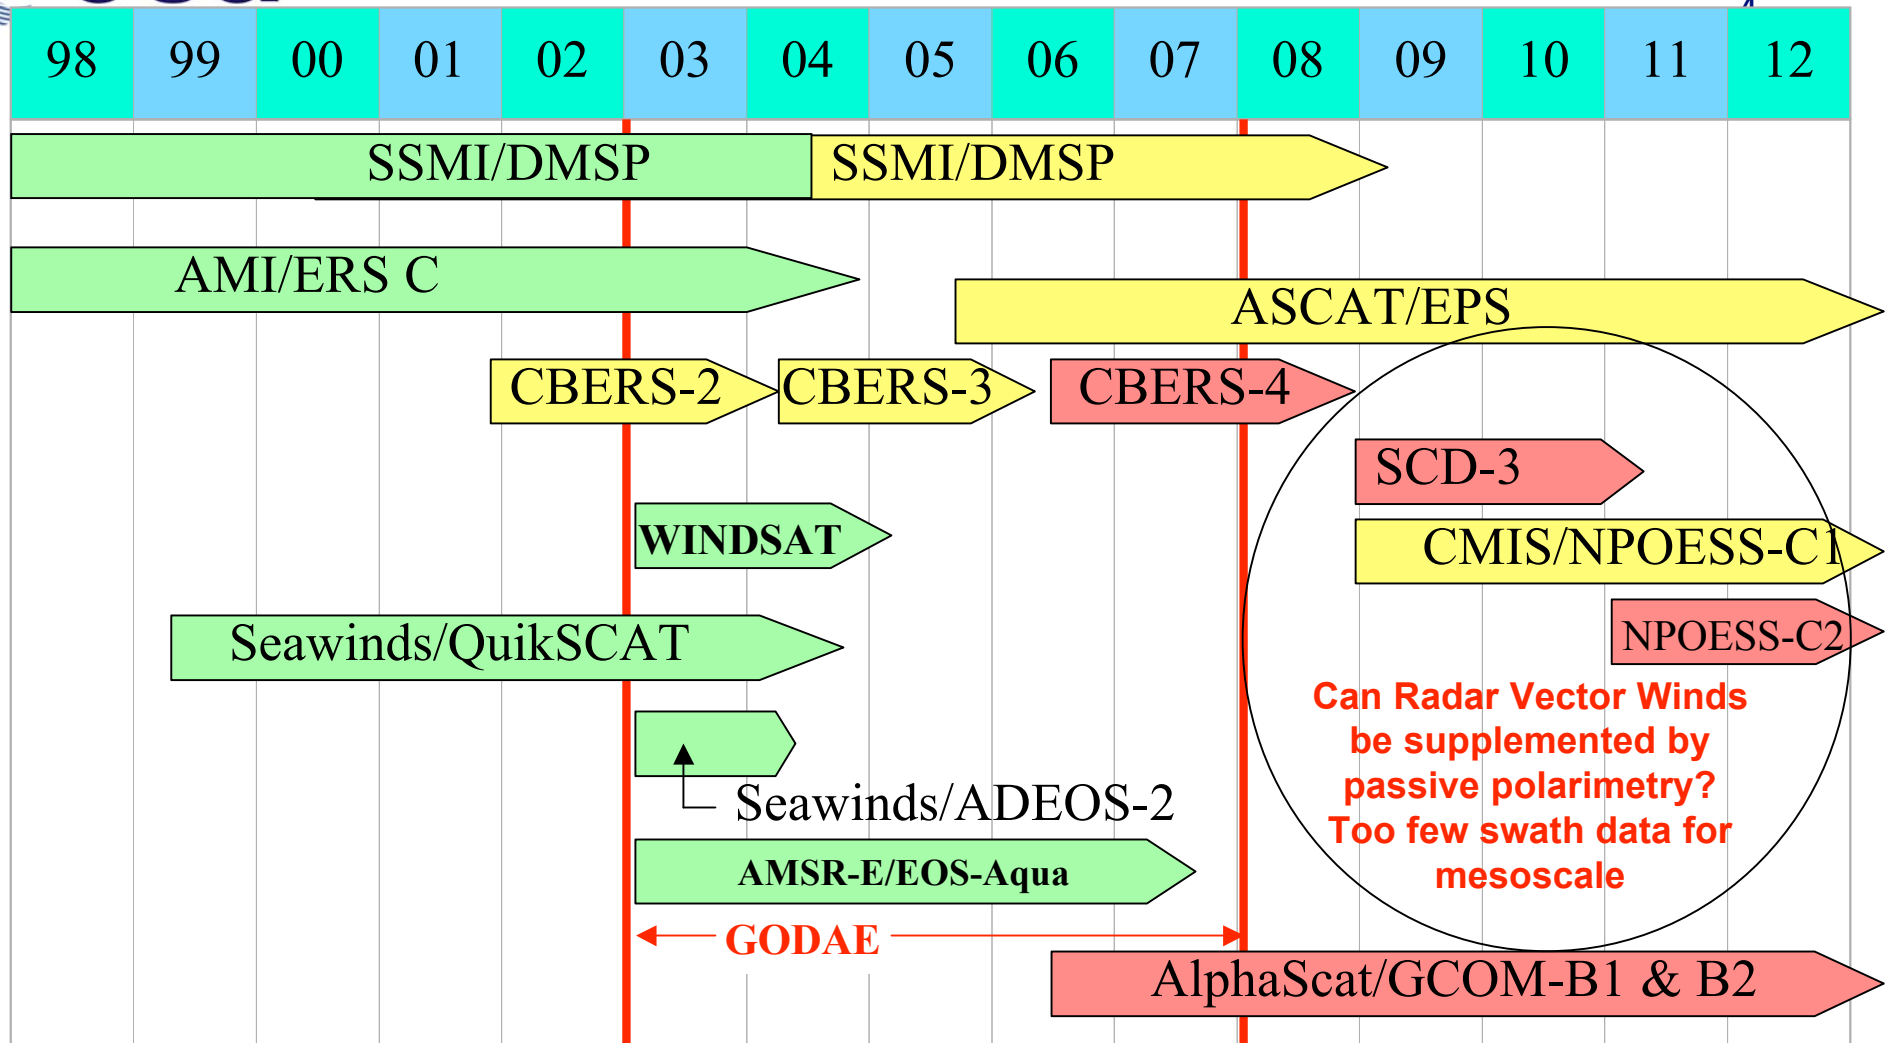 98 99 00 01 02 03 04 05 06 07 08 09 10 11 12
SSMI/DMSP SSMI/DMSP
AMI/ERS C
ASCAT/EPS
CBERS-2 CBERS-3 CBERS-4
SCD-3
WINDSAT
CMIS/NPOESS-C1
Seawinds/QuikSCAT
NPOESS-C2
Can Radar Vector Winds
be supplemented by
passive polarimetry?
Too few swath data for
mesoscale
Seawinds/ADEOS-2
AMSR-E/EOS-Aqua
GODAE
AlphaScat/GCOM-B1 & B2